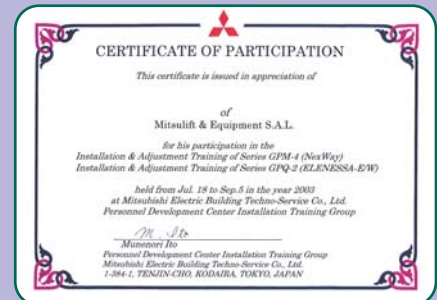 CERTIFICATE OF PARTICIPATION
This certificate is issued in appreciation of
of
Mitsulift & Equipment S.A.L.
for his participation in the
Installation & Adjustment Training of Series GPM-4 (NexWay)
Installation & Adjustment Training of Series GPQ-2 (ELENESSA-E/W)
held from Jul. 18 to Sep.5 in the year 2003
at Mitsubishi Electric Building Techno-Service Co., Ltd.
Personnel Development Center Installation Training Group
M. Ito
Munenori Ito
Personnel Development Center Installation Training Group
Mitsubishi Electric Building Techno-Service Co., Ltd.
1-384-1, TENJIN-CHO, KODAIRA, TOKYO, JAPAN